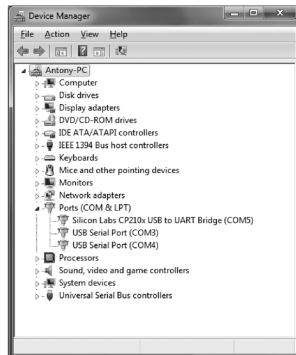 Device Manager
File Action View Help
Antony-PC
Computer
Disk drives
Display adapters
DVD/CD-ROM drives
IDE ATA/ATAPI controllers
IEEE 1394 Bus host controllers
Keyboards
Mice and other pointing devices
Monitors
Network adapters
Ports (COM & LPT)
Silicon Labs CP210x USB to UART Bridge (COM5)
USB Serial Port (COM3)
USB Serial Port (COM4)
Processors
Sound, video and game controllers
System devices
Universal Serial Bus controllers